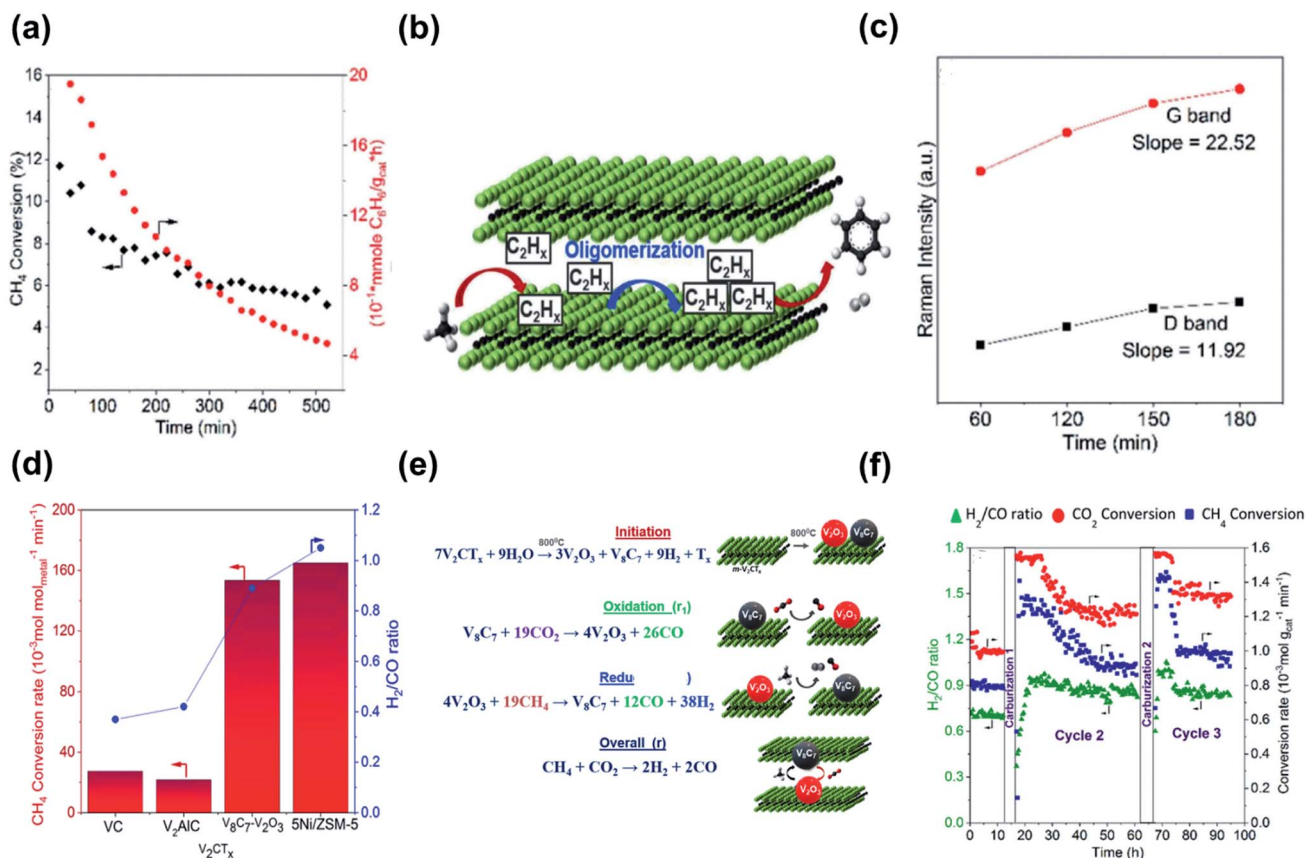 (a)
16
14
12
10
8
6
4
2
CH₄ Conversion (%)
0
100
200
300
400
500
Time (min)
20
16
12
8
4
(10⁻¹*mmole C₆H₆/g_cat*h)
(b)
C₂Hₓ
Oligomerization
C₂Hₓ
C₂Hₓ
C₂Hₓ
C₂Hₓ
C₂Hₓ
(c)
Raman Intensity (a.u.)
G band
Slope = 22.52
D band
Slope = 11.92
60
120
150
180
Time (min)
(d)
CH₄ Conversion rate (10⁻³mol mol_metal⁻¹ min⁻¹)
200
160
120
80
40
0
VC
V₂AlC
V₈C₇-V₂O₃
5Ni/ZSM-5
V₂CTₓ
1.2
1.0
0.8
0.6
0.4
0.2
0.0
H₂/CO ratio
(e)
Initiation
800⁰C
7V₂CTₓ + 9H₂O → 3V₂O₃ + V₈C₇ + 9H₂ + Tₓ
m-V₂CTₓ
800⁰C
V₂O₃
V₈C₇
Oxidation (r₁)
V₈C₇ + 19CO₂ → 4V₂O₃ + 26CO
V₈C₇
V₂O₃
Redu )
4V₂O₃ + 19CH₄ → V₈C₇ + 12CO + 38H₂
V₂O₃
V₈C₇
Overall (r)
CH₄ + CO₂ → 2H₂ + 2CO
V₈C₇
V₂O₃
(f)
H₂/CO ratio
CO₂ Conversion
CH₄ Conversion
H₂/CO ratio
1.8
1.5
1.2
0.9
0.6
0.3
0.0
Carburization 1
Cycle 2
Carburization 2
Cycle 3
0
10
20
30
40
50
60
70
80
90
100
Time (h)
1.6
1.4
1.2
1.0
0.8
0.6
0.4
0.2
0.0
Conversion rate (10⁻³mol g_cat⁻¹ min⁻¹)